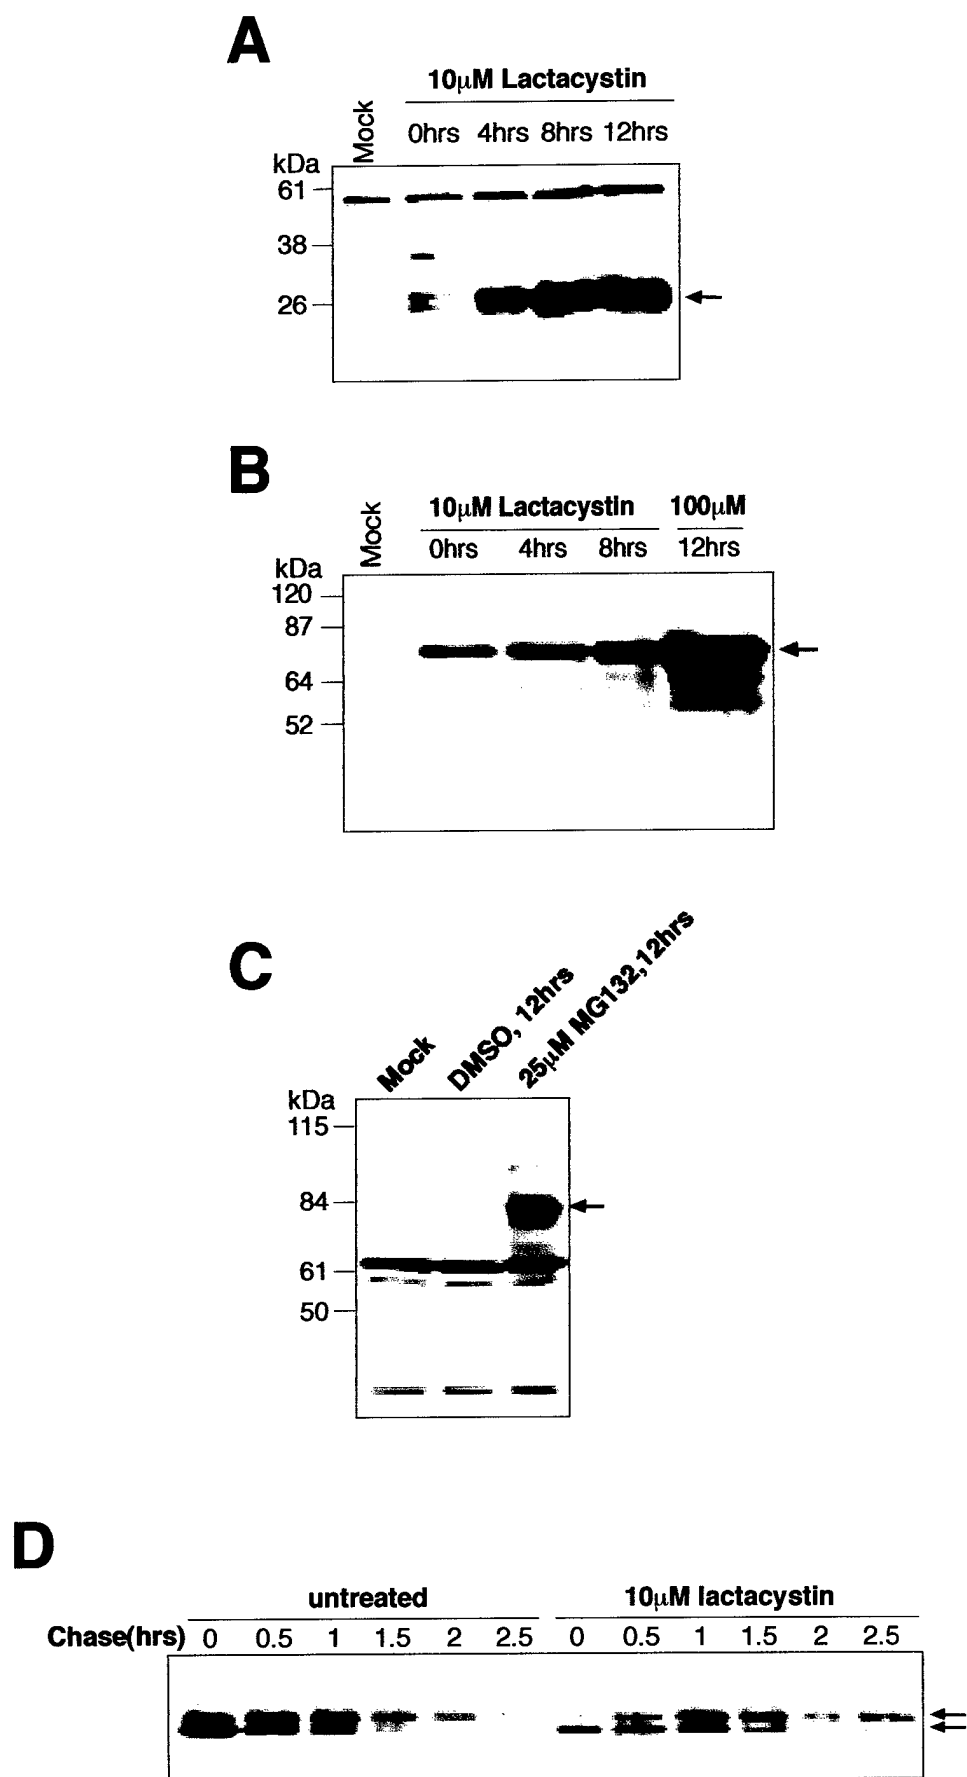 A
10μM Lactacystin
Mock
0hrs 4hrs 8hrs 12hrs
kDa
61
38
26
B
10μM Lactacystin 100μM
Mock
0hrs 4hrs 8hrs 12hrs
kDa
120
87
64
52
C
Mock
DMSO, 12hrs
25μM MG132,12hrs
kDa
115
84
61
50
D
untreated 10μM lactacystin
Chase(hrs) 0 0.5 1 1.5 2 2.5 0 0.5 1 1.5 2 2.5